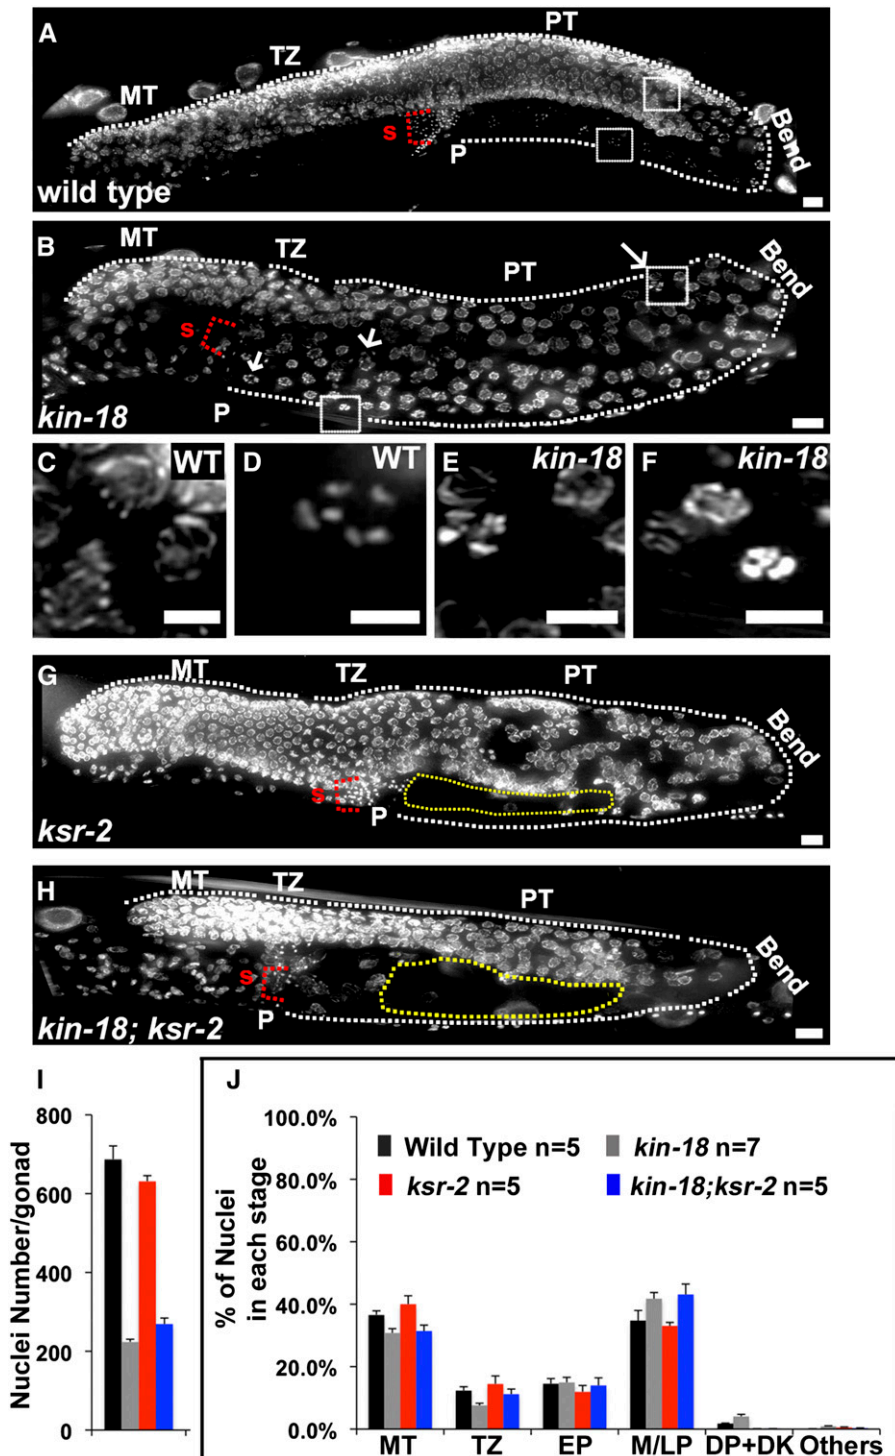 A
MT
TZ
PT
Bend
s
P
wild type
B
MT
TZ
PT
Bend
s
P
kin-18
C
WT
D
WT
E
kin-18
F
kin-18
G
MT
TZ
PT
Bend
s
P
ksr-2
H
MT
TZ
PT
Bend
s
P
kin-18; ksr-2
I
Nuclei Number/gonad
800
600
400
200
0
J
% of Nuclei
in each stage
100.0%
80.0%
60.0%
40.0%
20.0%
0.0%
Wild Type n=5
kin-18 n=7
ksr-2 n=5
kin-18;ksr-2 n=5
MT
TZ
EP
M/LP
DP+DK
Others